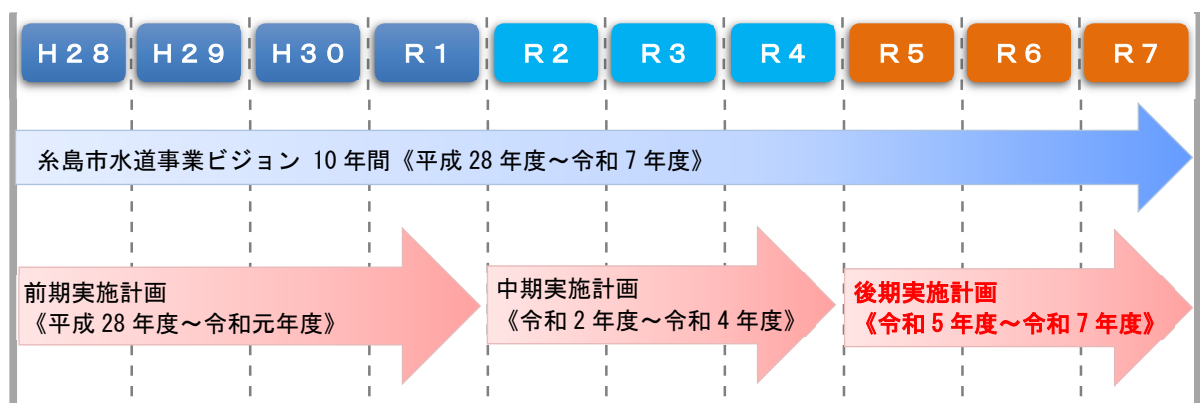 H28 H29 H30 R1 R2 R3 R4 R5 R6 R7
糸島市水道事業ビジョン 10年間《平成28年度～令和7年度》
前期実施計画
《平成28年度～令和元年度》
中期実施計画
《令和2年度～令和4年度》
後期実施計画
《令和5年度～令和7年度》